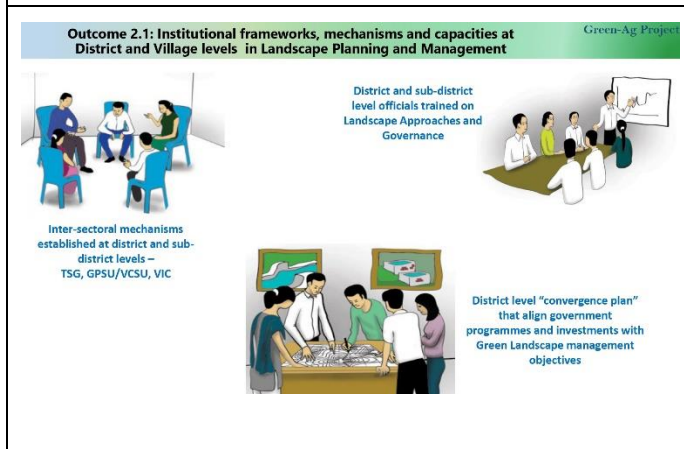 Outcome 2.1: Institutional frameworks, mechanisms and capacities at
District and Village levels in Landscape Planning and Management
Green-Ag Project
District and sub-district
level officials trained on
Landscape Approaches and
Governance
Inter-sectoral mechanisms
established at district and sub-
district levels –
TSG, GPSU/VCSU, VIC
District level “convergence plan”
that align government
programmes and investments with
Green Landscape management
objectives